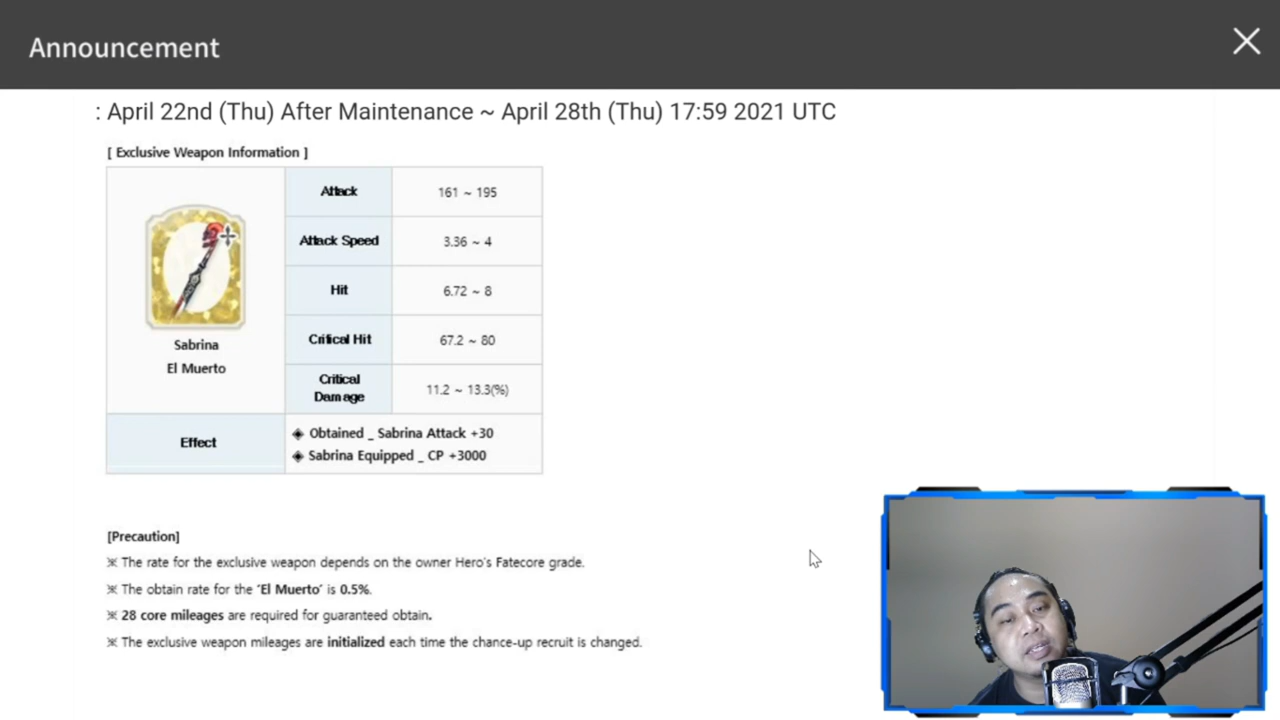 Announcement
: April 22nd (Thu) After Maintenance ~ April 28th (Thu) 17:59 2021 UTC
[ Exclusive Weapon Information ]
Attack
161 ~ 195
Attack Speed
3.36 ~ 4
Hit
6.72 ~ 8
Critical Hit
67.2 ~ 80
Critical
Damage
11.2 ~ 13.3(%)
Sabrina
El Muerto
Effect
◈ Obtained _ Sabrina Attack +30
◈ Sabrina Equipped _ CP +3000
[Precaution]
※ The rate for the exclusive weapon depends on the owner Hero's Fatecore grade.
※ The obtain rate for the 'El Muerto' is 0.5%.
※ 28 core mileages are required for guaranteed obtain.
※ The exclusive weapon mileages are initialized each time the chance-up recruit is changed.